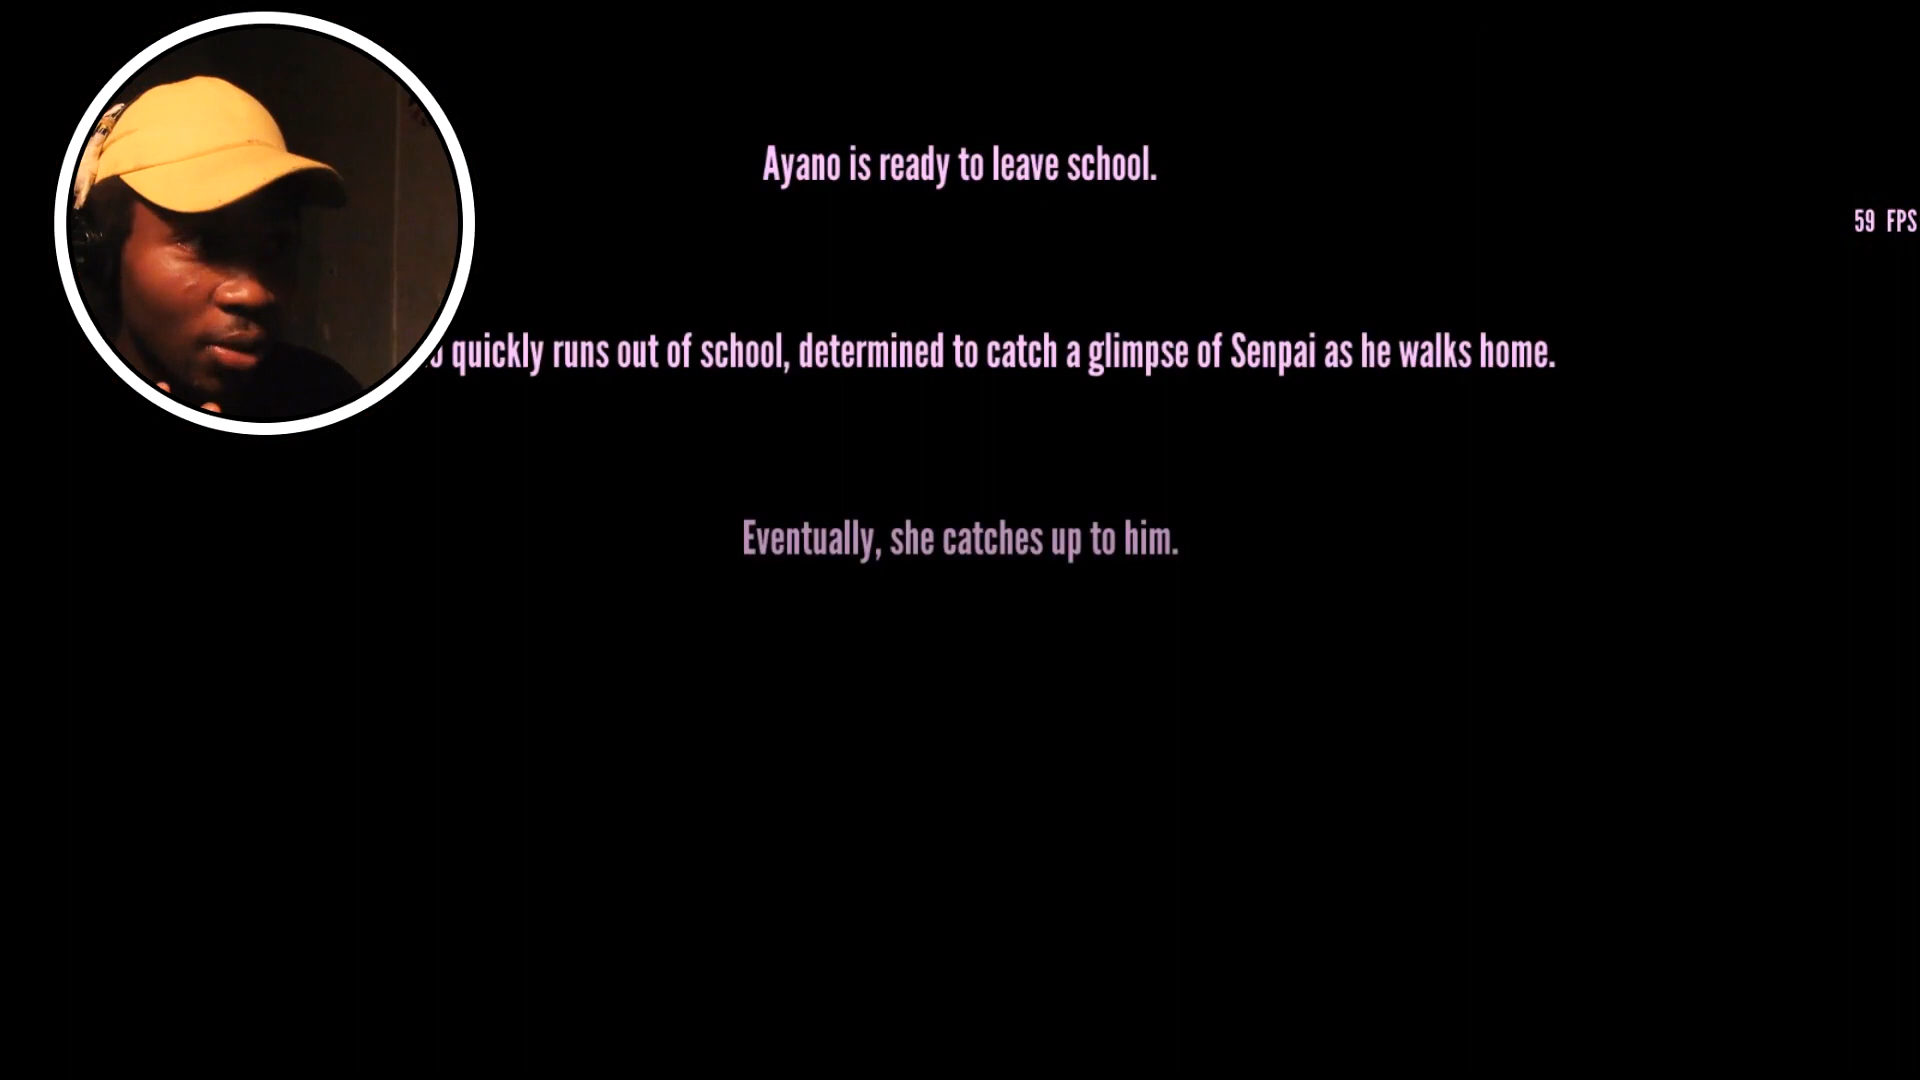 Ayano is ready to leave school.
59 FPS
quickly runs out of school, determined to catch a glimpse of Senpai as he walks home.
Eventually, she catches up to him.